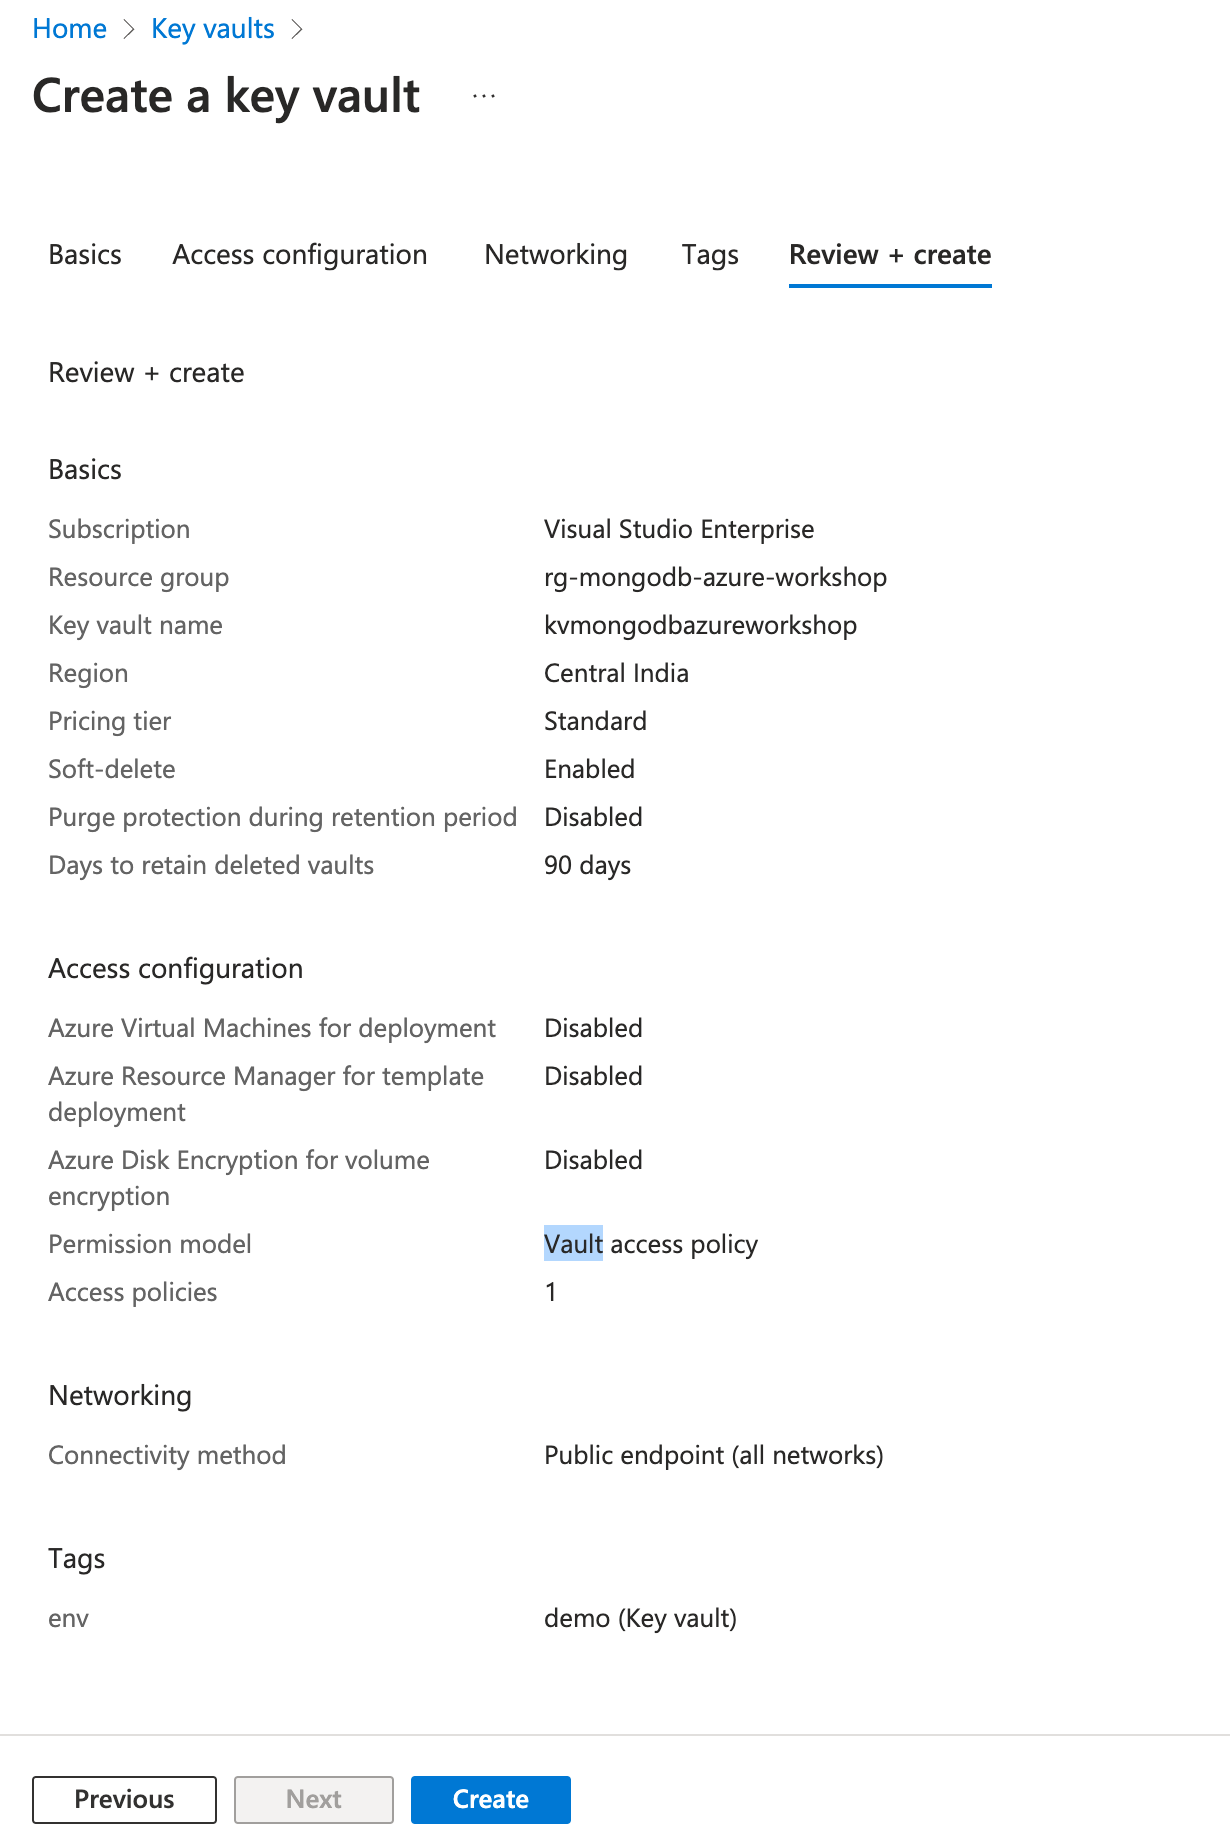 Home > Key vaults >
Create a key vault ...
Basics Access configuration Networking Tags Review + create
Review + create
Basics
Subscription Visual Studio Enterprise
Resource group rg-mongodb-azure-workshop
Key vault name kvmongodbazureworkshop
Region Central India
Pricing tier Standard
Soft-delete Enabled
Purge protection during retention period Disabled
Days to retain deleted vaults 90 days
Access configuration
Azure Virtual Machines for deployment Disabled
Azure Resource Manager for template Disabled
deployment
Azure Disk Encryption for volume Disabled
encryption
Permission model Vault access policy
Access policies 1
Networking
Connectivity method Public endpoint (all networks)
Tags
env demo (Key vault)
Previous Next Create